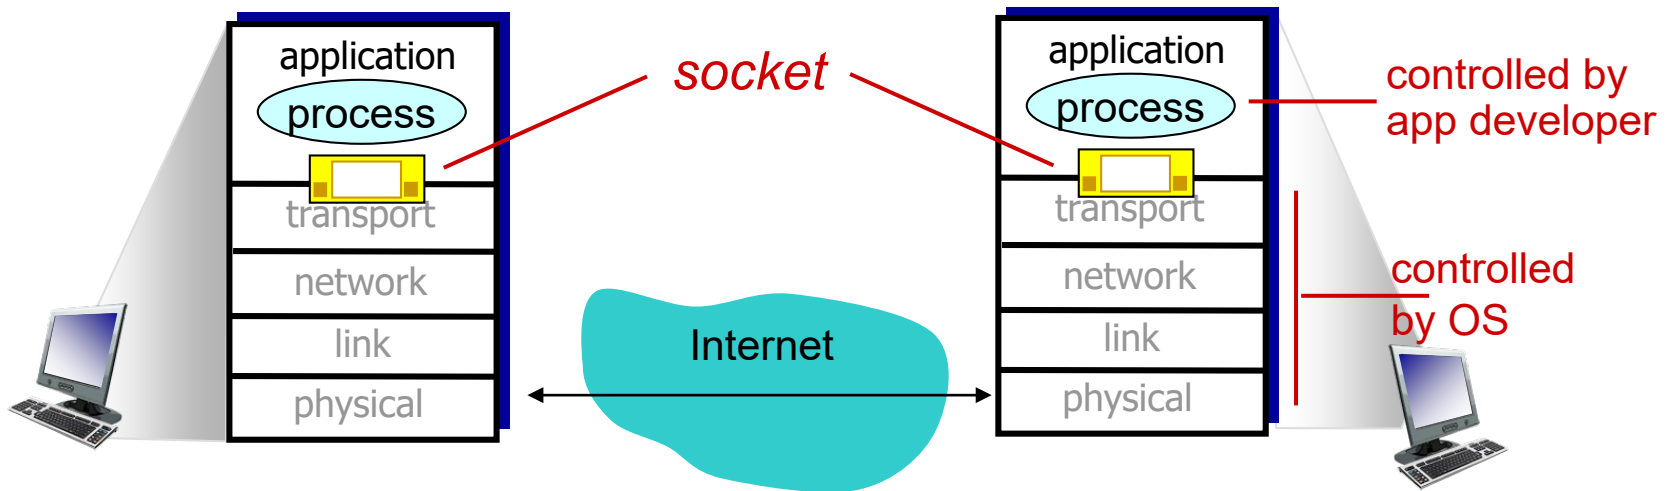 application
process
transport
network
link
physical
socket
Internet
application
process
transport
network
link
physical
controlled by
app developer
controlled
by OS